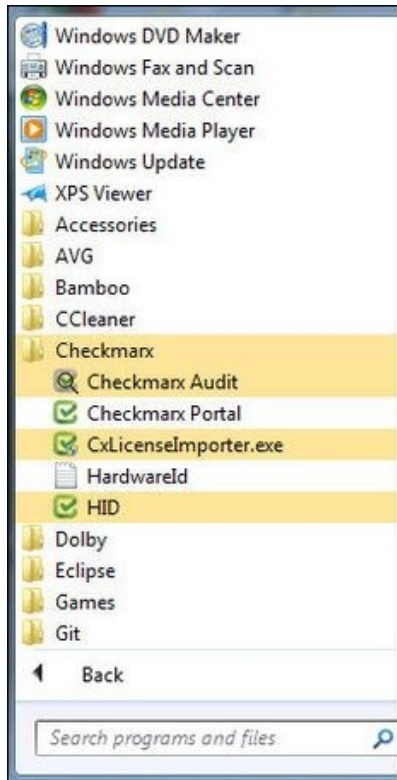 Windows DVD Maker
Windows Fax and Scan
Windows Media Center
Windows Media Player
Windows Update
XPS Viewer
Accessories
AVG
Bamboo
CCleaner
Checkmarx
Checkmarx Audit
Checkmarx Portal
CxLicenseImporter.exe
HardwareId
HID
Dolby
Eclipse
Games
Git
Back
Search programs and files